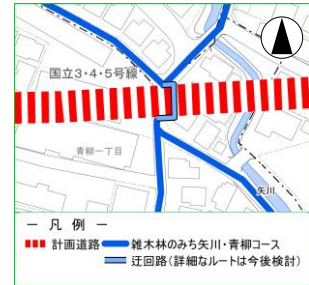 国立3・4・5号線
青柳一丁目
矢川
－ 凡 例 －
計画道路 雑木林のみち矢川・青柳コース
迂回路(詳細なルートは今後検討)